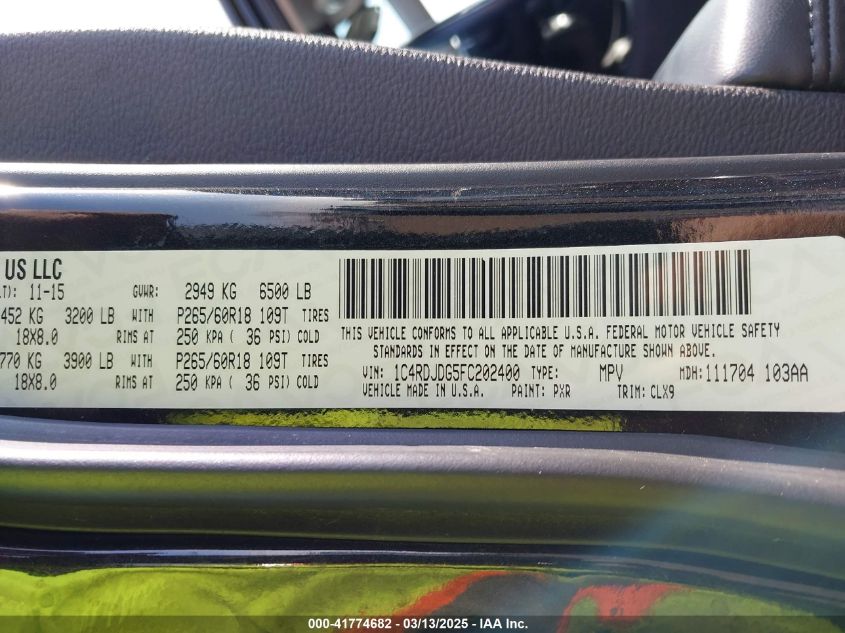 US LLC
LT): 11-15 GVWR: 2949 KG 6500 LB
452 KG 3200 LB WITH P265/60R18 109T TIRES
18X8.0 RIMS AT 250 KPA ( 36 PSI) COLD
770 KG 3900 LB WITH P265/60R18 109T TIRES
18X8.0 RIMS AT 250 KPA ( 36 PSI) COLD
THIS VEHICLE CONFORMS TO ALL APPLICABLE U.S.A. FEDERAL MOTOR VEHICLE SAFETY
STANDARDS IN EFFECT ON THE DATE OF MANUFACTURE SHOWN ABOVE.
VIN: 1C4RDJDG5FC202400 TYPE: MPV MDH: 111704 103AA
VEHICLE MADE IN U.S.A. PAINT: PXR TRIM: CLX9
000-41774682 - 03/13/2025 - IAA Inc.